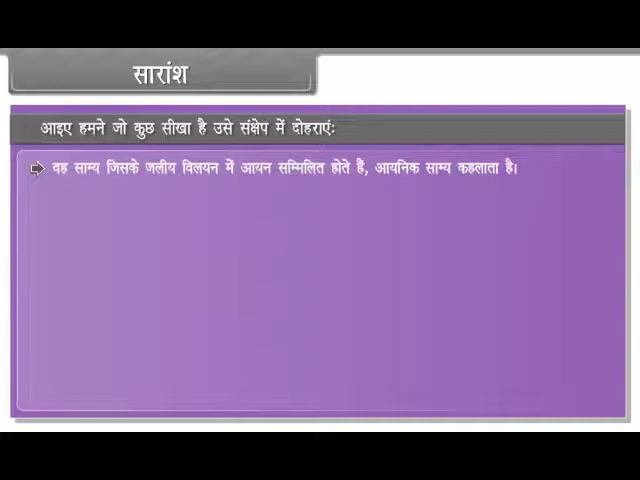 सारांश
आइए हमने जो कुछ सीखा है उसे संक्षेप में दोहराएं:
वह साम्य जिसके जलीय विलयन में आयन सम्मिलित होते हैं, आयनिक साम्य कहलाता है।